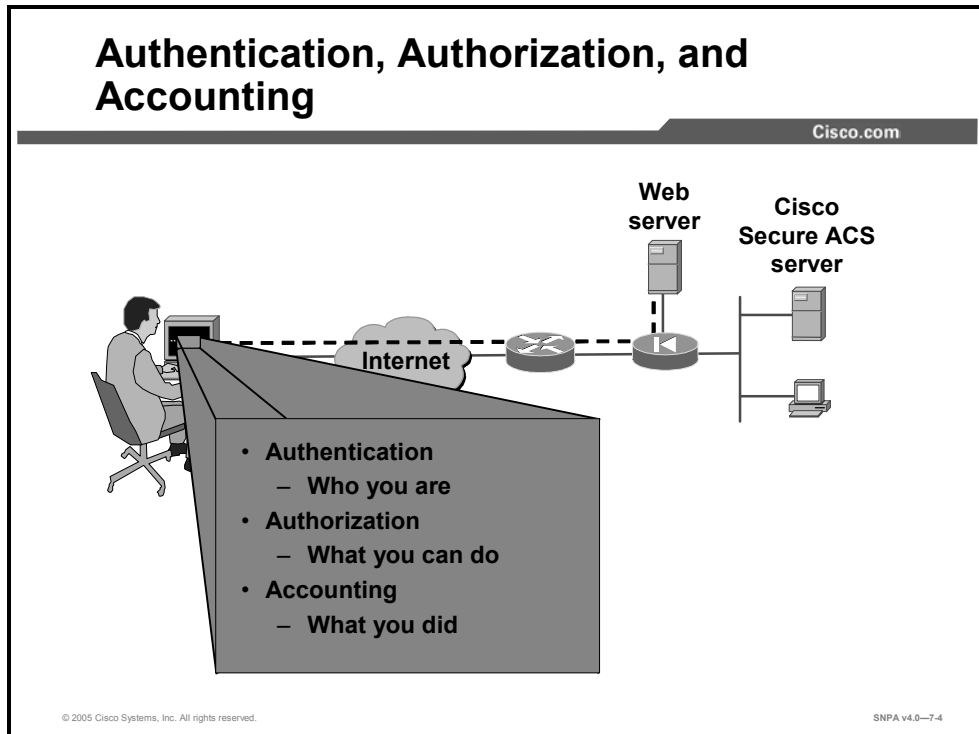 Authentication, Authorization, and
Accounting
Cisco.com
Web
server
Cisco
Secure ACS
server
Internet
• Authentication
– Who you are
• Authorization
– What you can do
• Accounting
– What you did
© 2005 Cisco Systems, Inc. All rights reserved.
SNPA v4.0—7-4